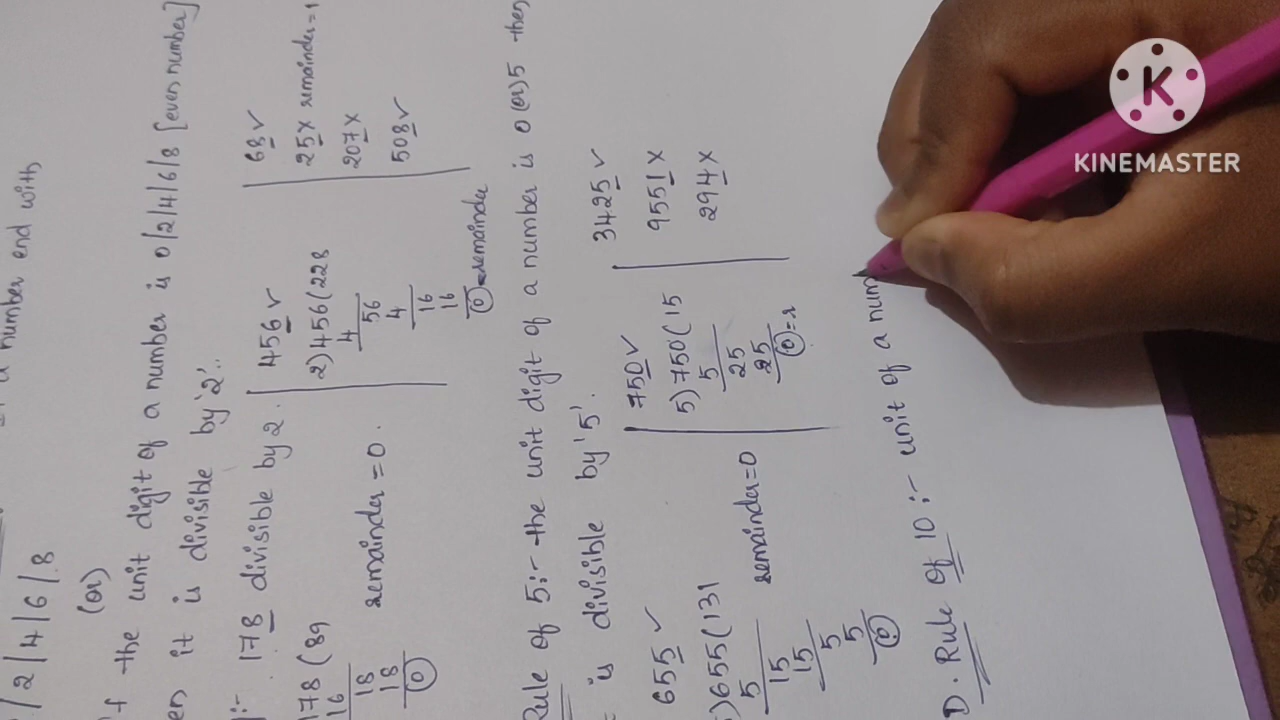 a number end with
/2/4/6/8
(or)
If the unit digit of a number is 0/2/4/6/8 [even number]
then it is divisible by '2'.
:- 178 divisible by 2.
178(89
16
18
18
0
remainder = 0.
456 ✓
2)456(228
4
56
4
16
16
0 = remainder
68 ✓
25 x remainder = 1
207 x
508 ✓
Rule of 5:- the unit digit of a number is 0 (or) 5 then
is divisible by '5'.
655 ✓
5)655(131
5
15
15
5
5
0
remainder = 0
750 ✓
5)750(15
5
25
25
0 = r
3425 ✓
9551 x
294 x
D. Rule of 10:- unit of a num
KINEMASTER